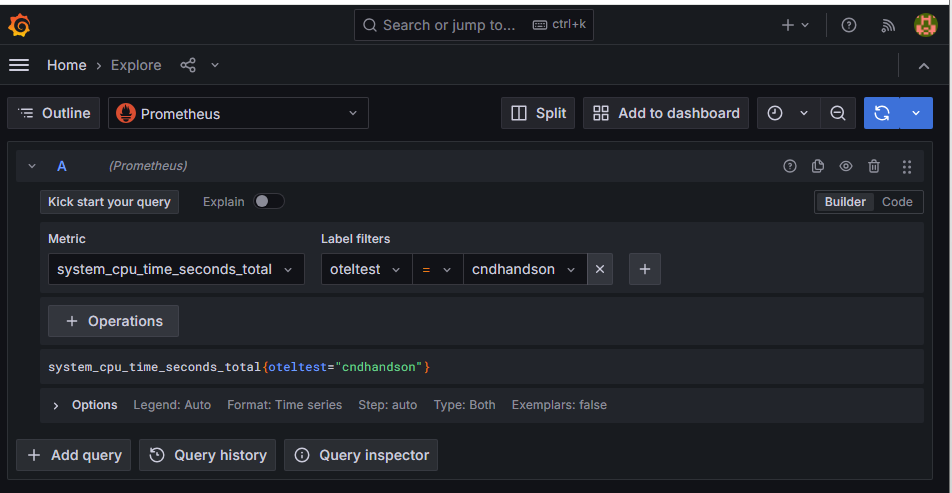 Search or jump to... ctrl+k
Home › Explore
Outline Prometheus Split Add to dashboard
A (Prometheus)
Kick start your query Explain Builder Code
Metric Label filters
system_cpu_time_seconds_total oteltest = cndhandson
+ Operations
system_cpu_time_seconds_total{oteltest="cndhandson"}
Options Legend: Auto Format: Time series Step: auto Type: Both Exemplars: false
+ Add query Query history Query inspector